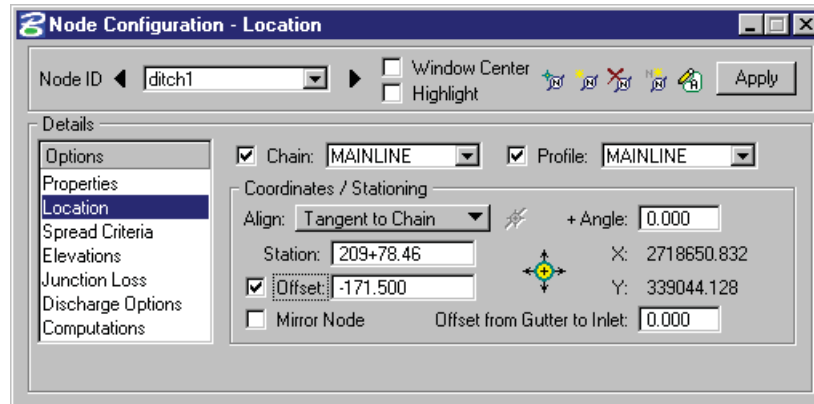 Node Configuration - Location
Node ID ditch1 Window Center Apply
Highlight
Details
Options Chain: MAINLINE Profile: MAINLINE
Properties
Location
Spread Criteria
Elevations
Junction Loss
Discharge Options
Computations
Coordinates / Stationing
Align: Tangent to Chain + Angle: 0.000
Station: 209+78.46 X: 2718650.832
Offset: -171.500 Y: 339044.128
Mirror Node Offset from Gutter to Inlet: 0.000